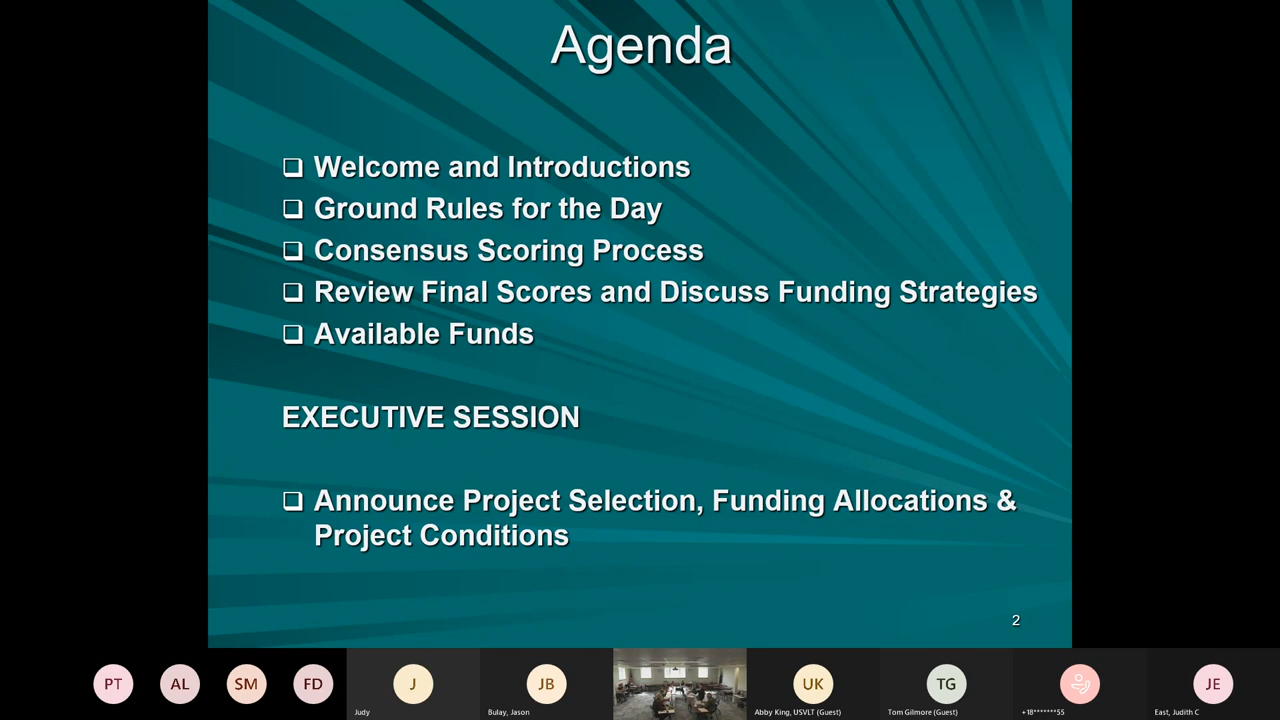 Agenda
Welcome and Introductions
Ground Rules for the Day
Consensus Scoring Process
Review Final Scores and Discuss Funding Strategies
Available Funds
EXECUTIVE SESSION
Announce Project Selection, Funding Allocations &
Project Conditions
2
PT AL SM FD J JB UK TG JE
Judy Bulay, Jason Abby King, USVLT (Guest) Tom Gilmore (Guest) +18*******55 East, Judith C